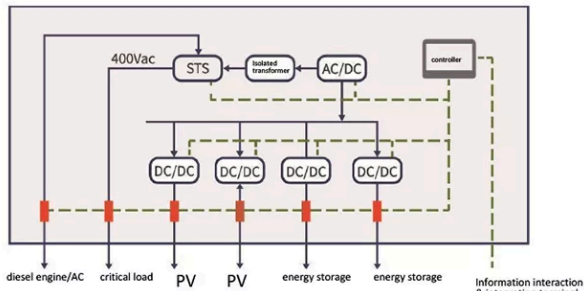 400Vac
STS
Isolated
transformer
AC/DC
controller
DC/DC
DC/DC
DC/DC
DC/DC
diesel engine/AC
critical load
PV
PV
energy storage
energy storage
Information interaction